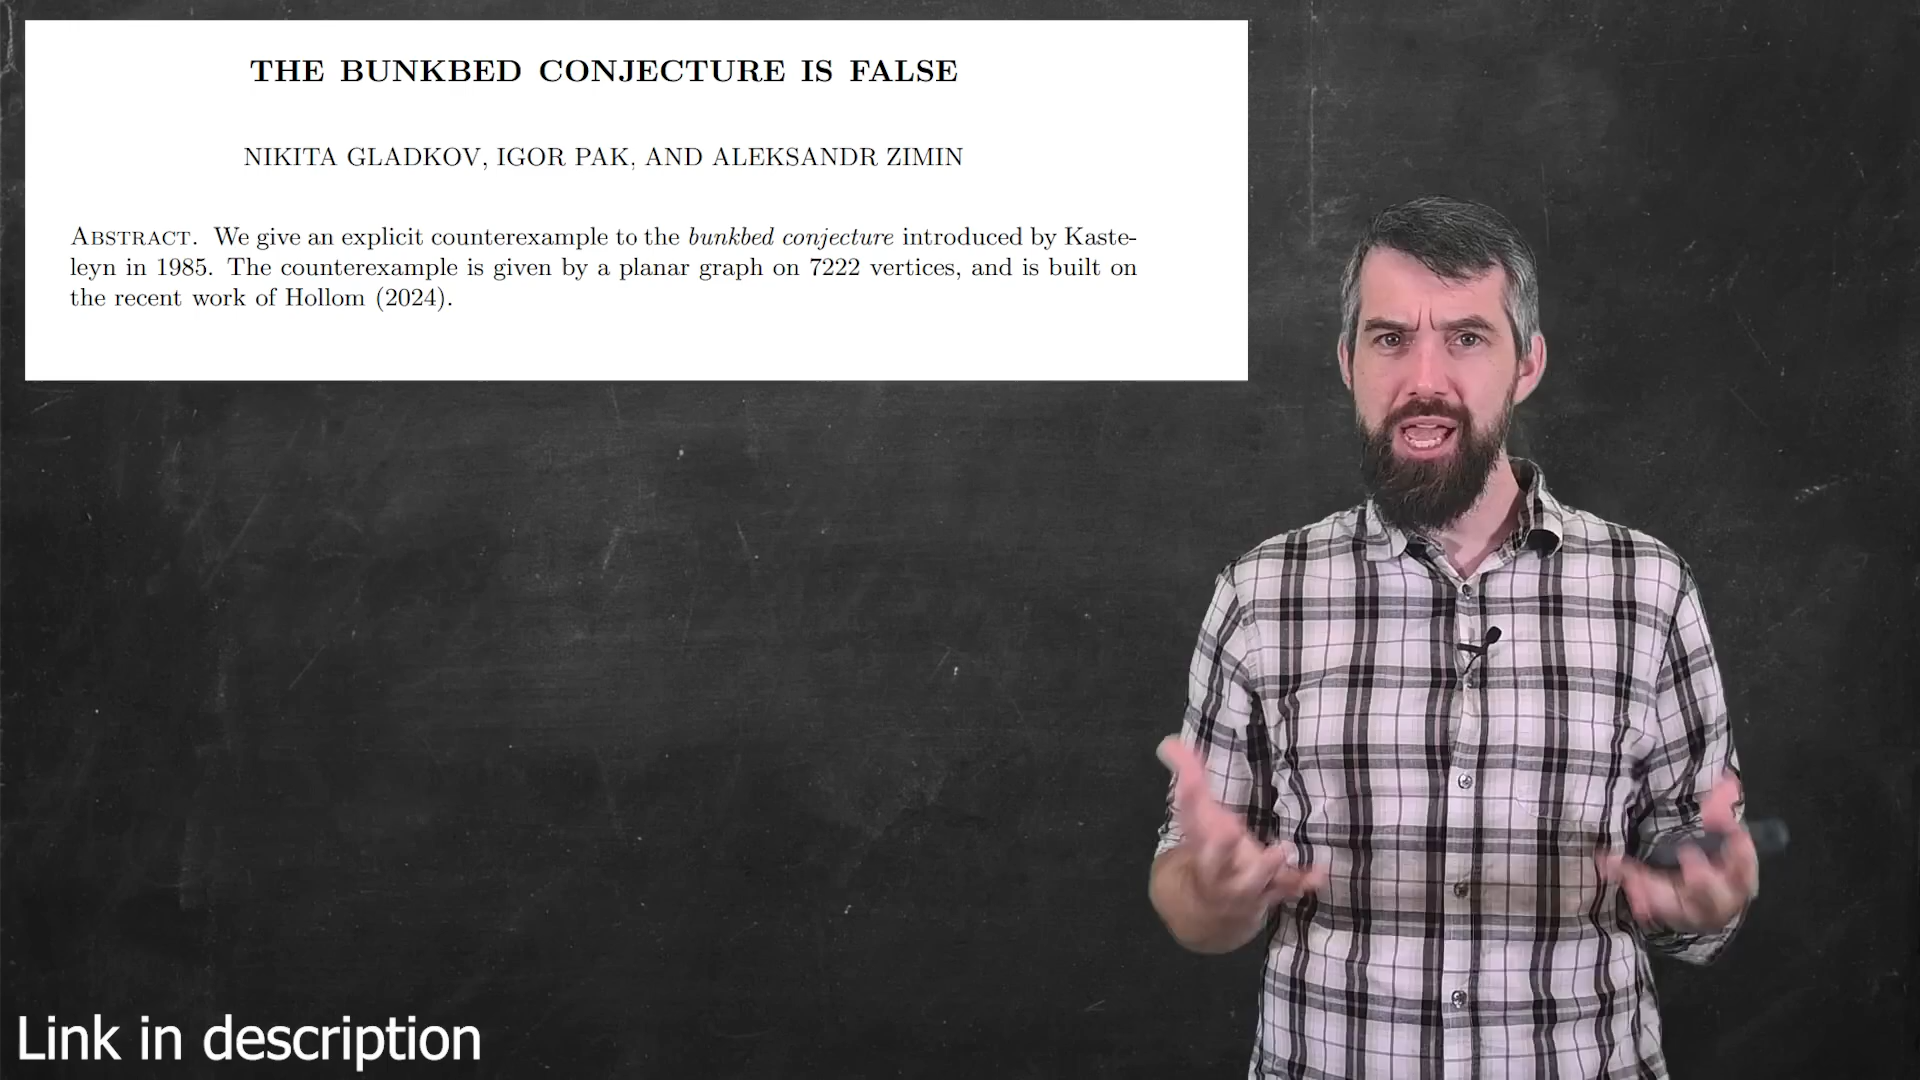 THE BUNKBED CONJECTURE IS FALSE
NIKITA GLADKOV, IGOR PAK, AND ALEKSANDR ZIMIN
ABSTRACT. We give an explicit counterexample to the bunkbed conjecture introduced by Kaste-
leyn in 1985. The counterexample is given by a planar graph on 7222 vertices, and is built on
the recent work of Hollom (2024).
Link in description